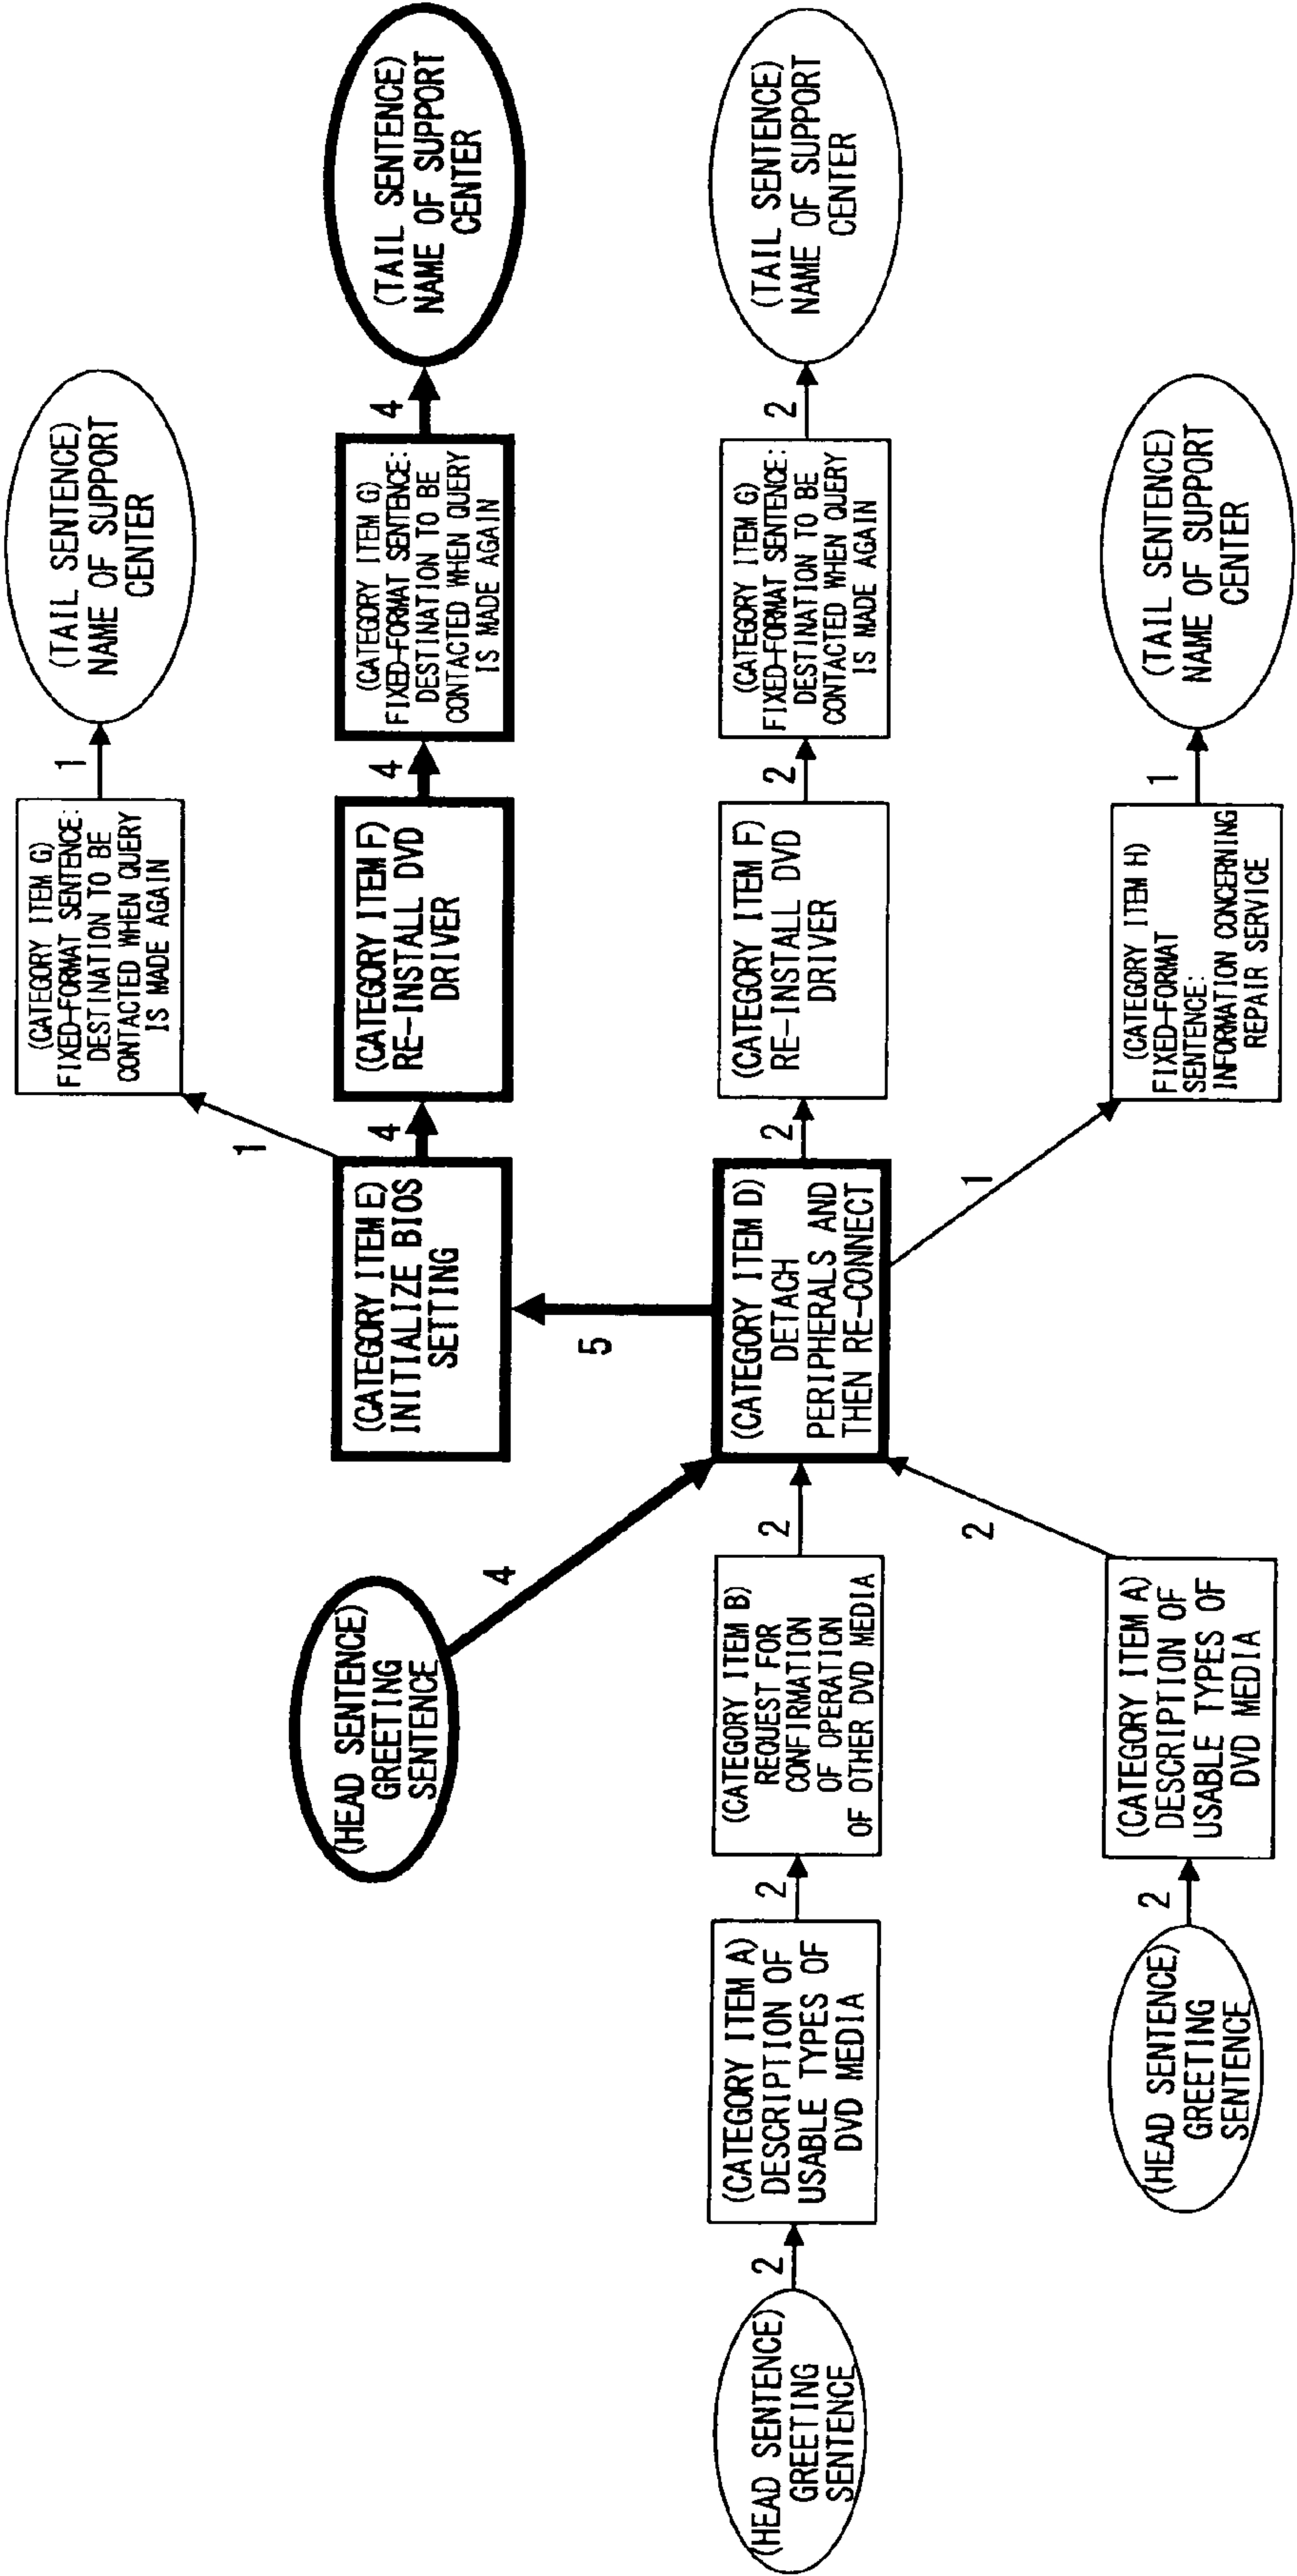 (TAIL SENTENCE)
NAME OF SUPPORT
CENTER
1
(CATEGORY ITEM G)
FIXED-FORMAT SENTENCE:
DESTINATION TO BE
CONTACTED WHEN QUERY
IS MADE AGAIN
1
(HEAD SENTENCE)
GREETING
SENTENCE
4
(CATEGORY ITEM E)
INITIALIZE BIOS
SETTING
4
(CATEGORY ITEM F)
RE-INSTALL DVD
DRIVER
4
(CATEGORY ITEM G)
FIXED-FORMAT SENTENCE:
DESTINATION TO BE
CONTACTED WHEN QUERY
IS MADE AGAIN
4
(TAIL SENTENCE)
NAME OF SUPPORT
CENTER
5
(HEAD SENTENCE)
GREETING
SENTENCE
2
(CATEGORY ITEM A)
DESCRIPTION OF
USABLE TYPES OF
DVD MEDIA
2
(CATEGORY ITEM B)
REQUEST FOR
CONFIRMATION
OF OPERATION
OF OTHER DVD MEDIA
2
(CATEGORY ITEM D)
DETACH
PERIPHERALS AND
THEN RE-CONNECT
2
(CATEGORY ITEM F)
RE-INSTALL DVD
DRIVER
2
(CATEGORY ITEM G)
FIXED-FORMAT SENTENCE:
DESTINATION TO BE
CONTACTED WHEN QUERY
IS MADE AGAIN
2
(TAIL SENTENCE)
NAME OF SUPPORT
CENTER
2
1
(HEAD SENTENCE)
GREETING
SENTENCE
2
(CATEGORY ITEM A)
DESCRIPTION OF
USABLE TYPES OF
DVD MEDIA
(CATEGORY ITEM H)
FIXED-FORMAT
SENTENCE:
INFORMATION CONCERNING
REPAIR SERVICE
1
(TAIL SENTENCE)
NAME OF SUPPORT
CENTER